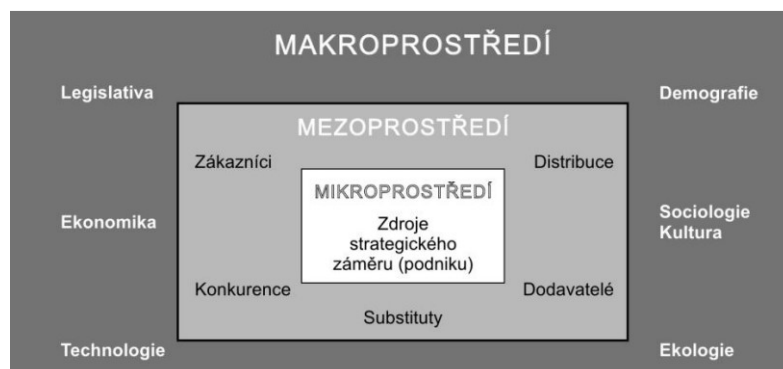 MAKROPROSTŘEDÍ
Legislativa
Demografie
MEZOPROSTŘEDÍ
Zákazníci
Distribuce
MIKROPROSTŘEDÍ
Zdroje
strategického
záměru (podniku)
Ekonomika
Sociologie
Kultura
Konkurence
Dodavatelé
Substituty
Technologie
Ekologie